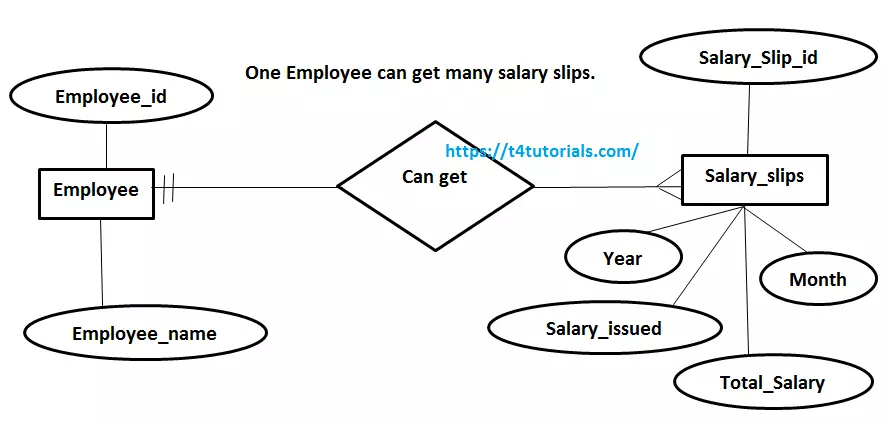 One Employee can get many salary slips.
Salary_Slip_id
Employee_id
https://t4tutorials.com/
Employee
Can get
Salary_slips
Year
Month
Employee_name
Salary_issued
Total_Salary